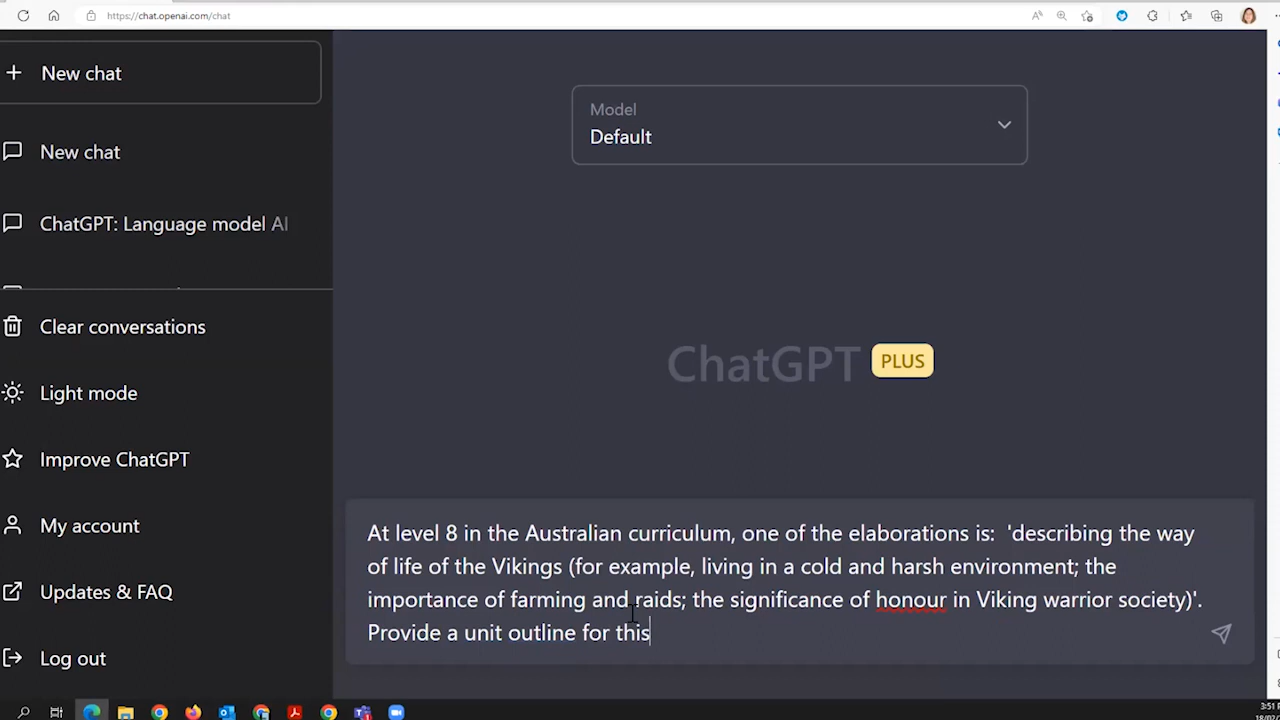 https://chat.openai.com/chat
New chat
Model
Default
New chat
ChatGPT: Language model AI
Clear conversations
ChatGPT PLUS
Light mode
Improve ChatGPT
My account
Updates & FAQ
Log out
At level 8 in the Australian curriculum, one of the elaborations is:  'describing the way
of life of the Vikings (for example, living in a cold and harsh environment; the
importance of farming and raids; the significance of honour in Viking warrior society)'.
Provide a unit outline for this
3:51